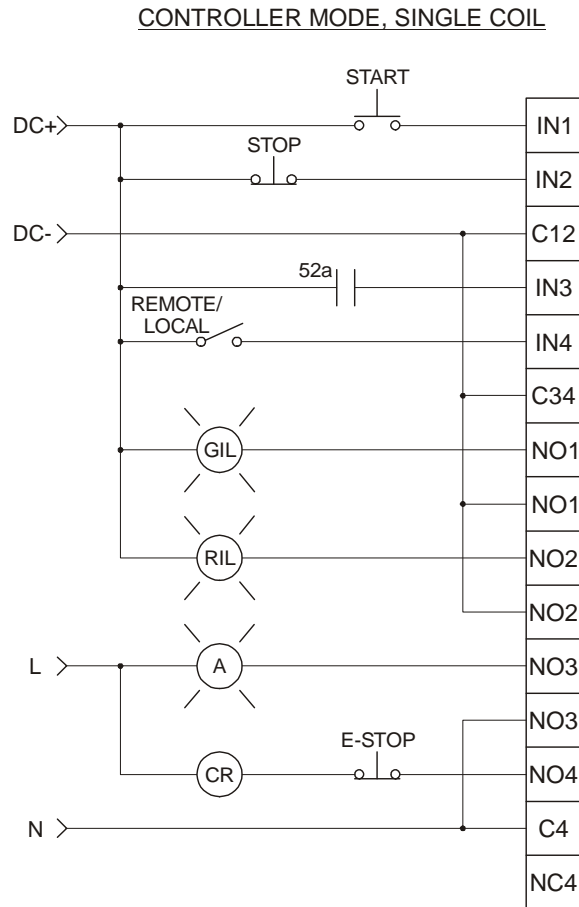 CONTROLLER MODE, SINGLE COIL
START
DC+
IN1
STOP
IN2
DC-
C12
52a
IN3
REMOTE/
LOCAL
IN4
C34
GIL
NO1
NO1
RIL
NO2
NO2
L
A
NO3
NO3
E-STOP
CR
NO4
N
C4
NC4